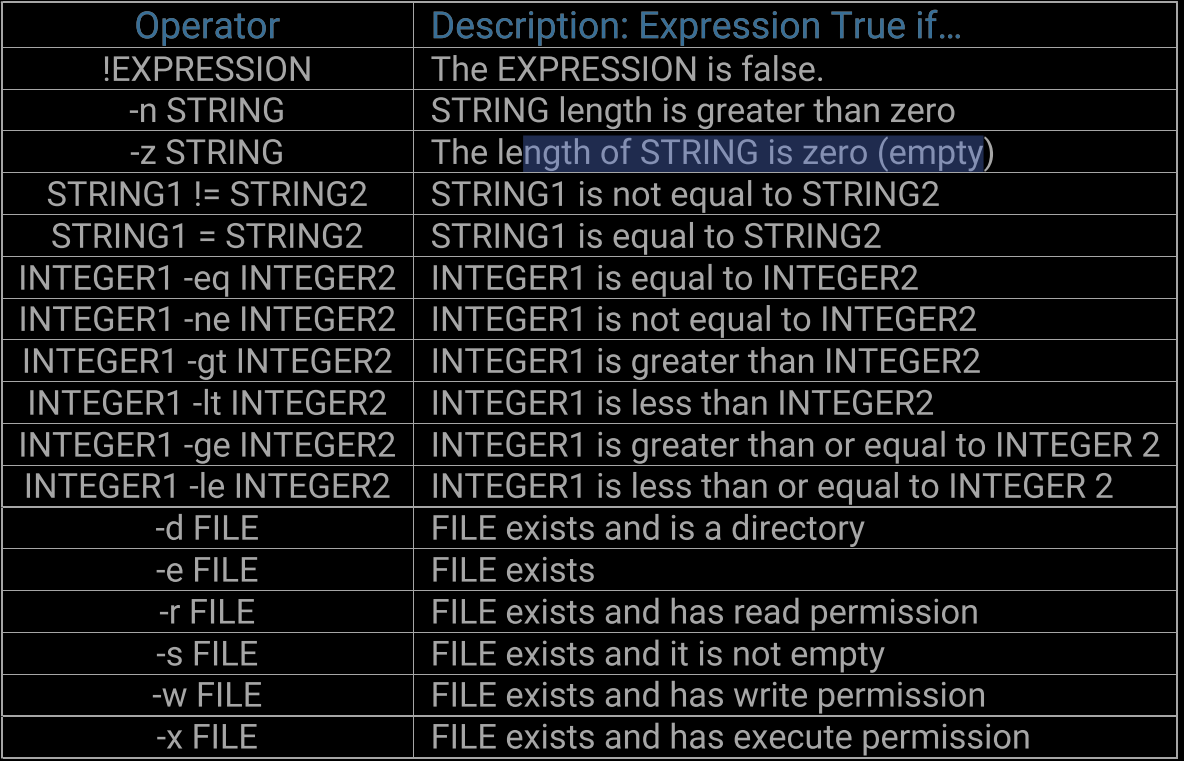 Operator Description: Expression True if...
!EXPRESSION The EXPRESSION is false.
-n STRING STRING length is greater than zero
-z STRING The length of STRING is zero (empty)
STRING1 != STRING2 STRING1 is not equal to STRING2
STRING1 = STRING2 STRING1 is equal to STRING2
INTEGER1 -eq INTEGER2 INTEGER1 is equal to INTEGER2
INTEGER1 -ne INTEGER2 INTEGER1 is not equal to INTEGER2
INTEGER1 -gt INTEGER2 INTEGER1 is greater than INTEGER2
INTEGER1 -lt INTEGER2 INTEGER1 is less than INTEGER2
INTEGER1 -ge INTEGER2 INTEGER1 is greater than or equal to INTEGER 2
INTEGER1 -le INTEGER2 INTEGER1 is less than or equal to INTEGER 2
-d FILE FILE exists and is a directory
-e FILE FILE exists
-r FILE FILE exists and has read permission
-s FILE FILE exists and it is not empty
-w FILE FILE exists and has write permission
-x FILE FILE exists and has execute permission